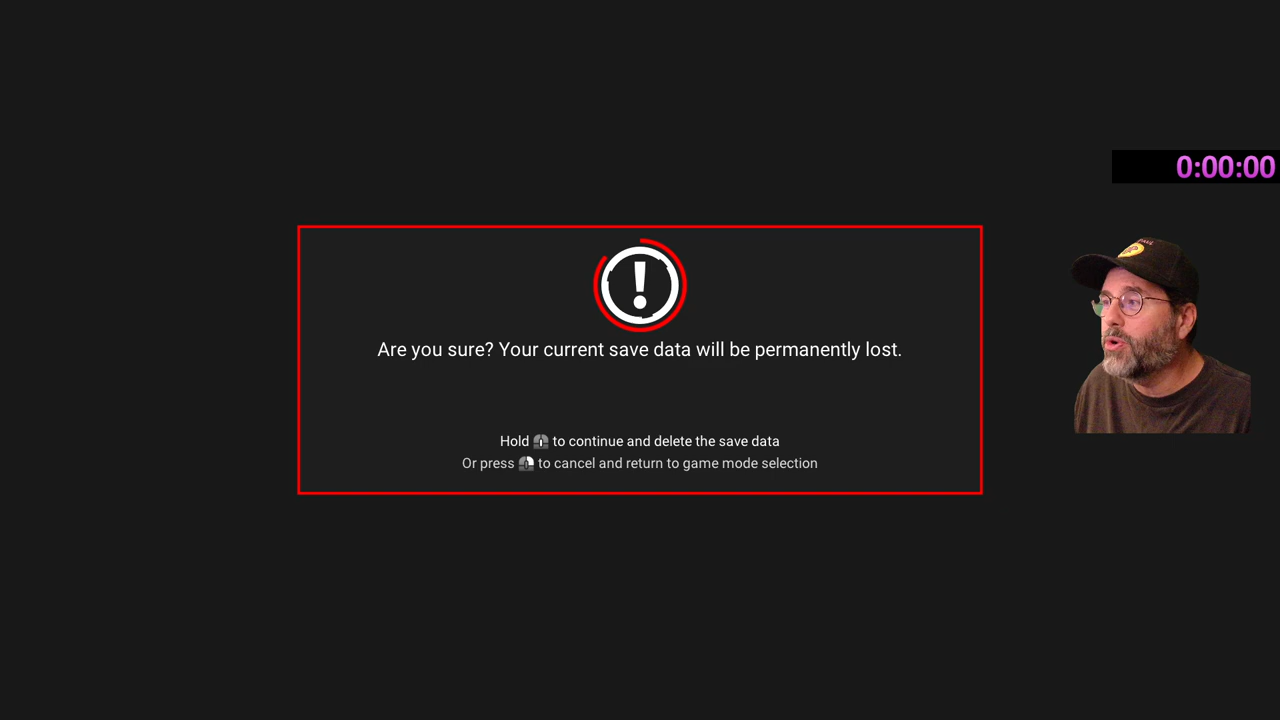 0:00:00
Are you sure? Your current save data will be permanently lost.
Hold to continue and delete the save data
Or press to cancel and return to game mode selection